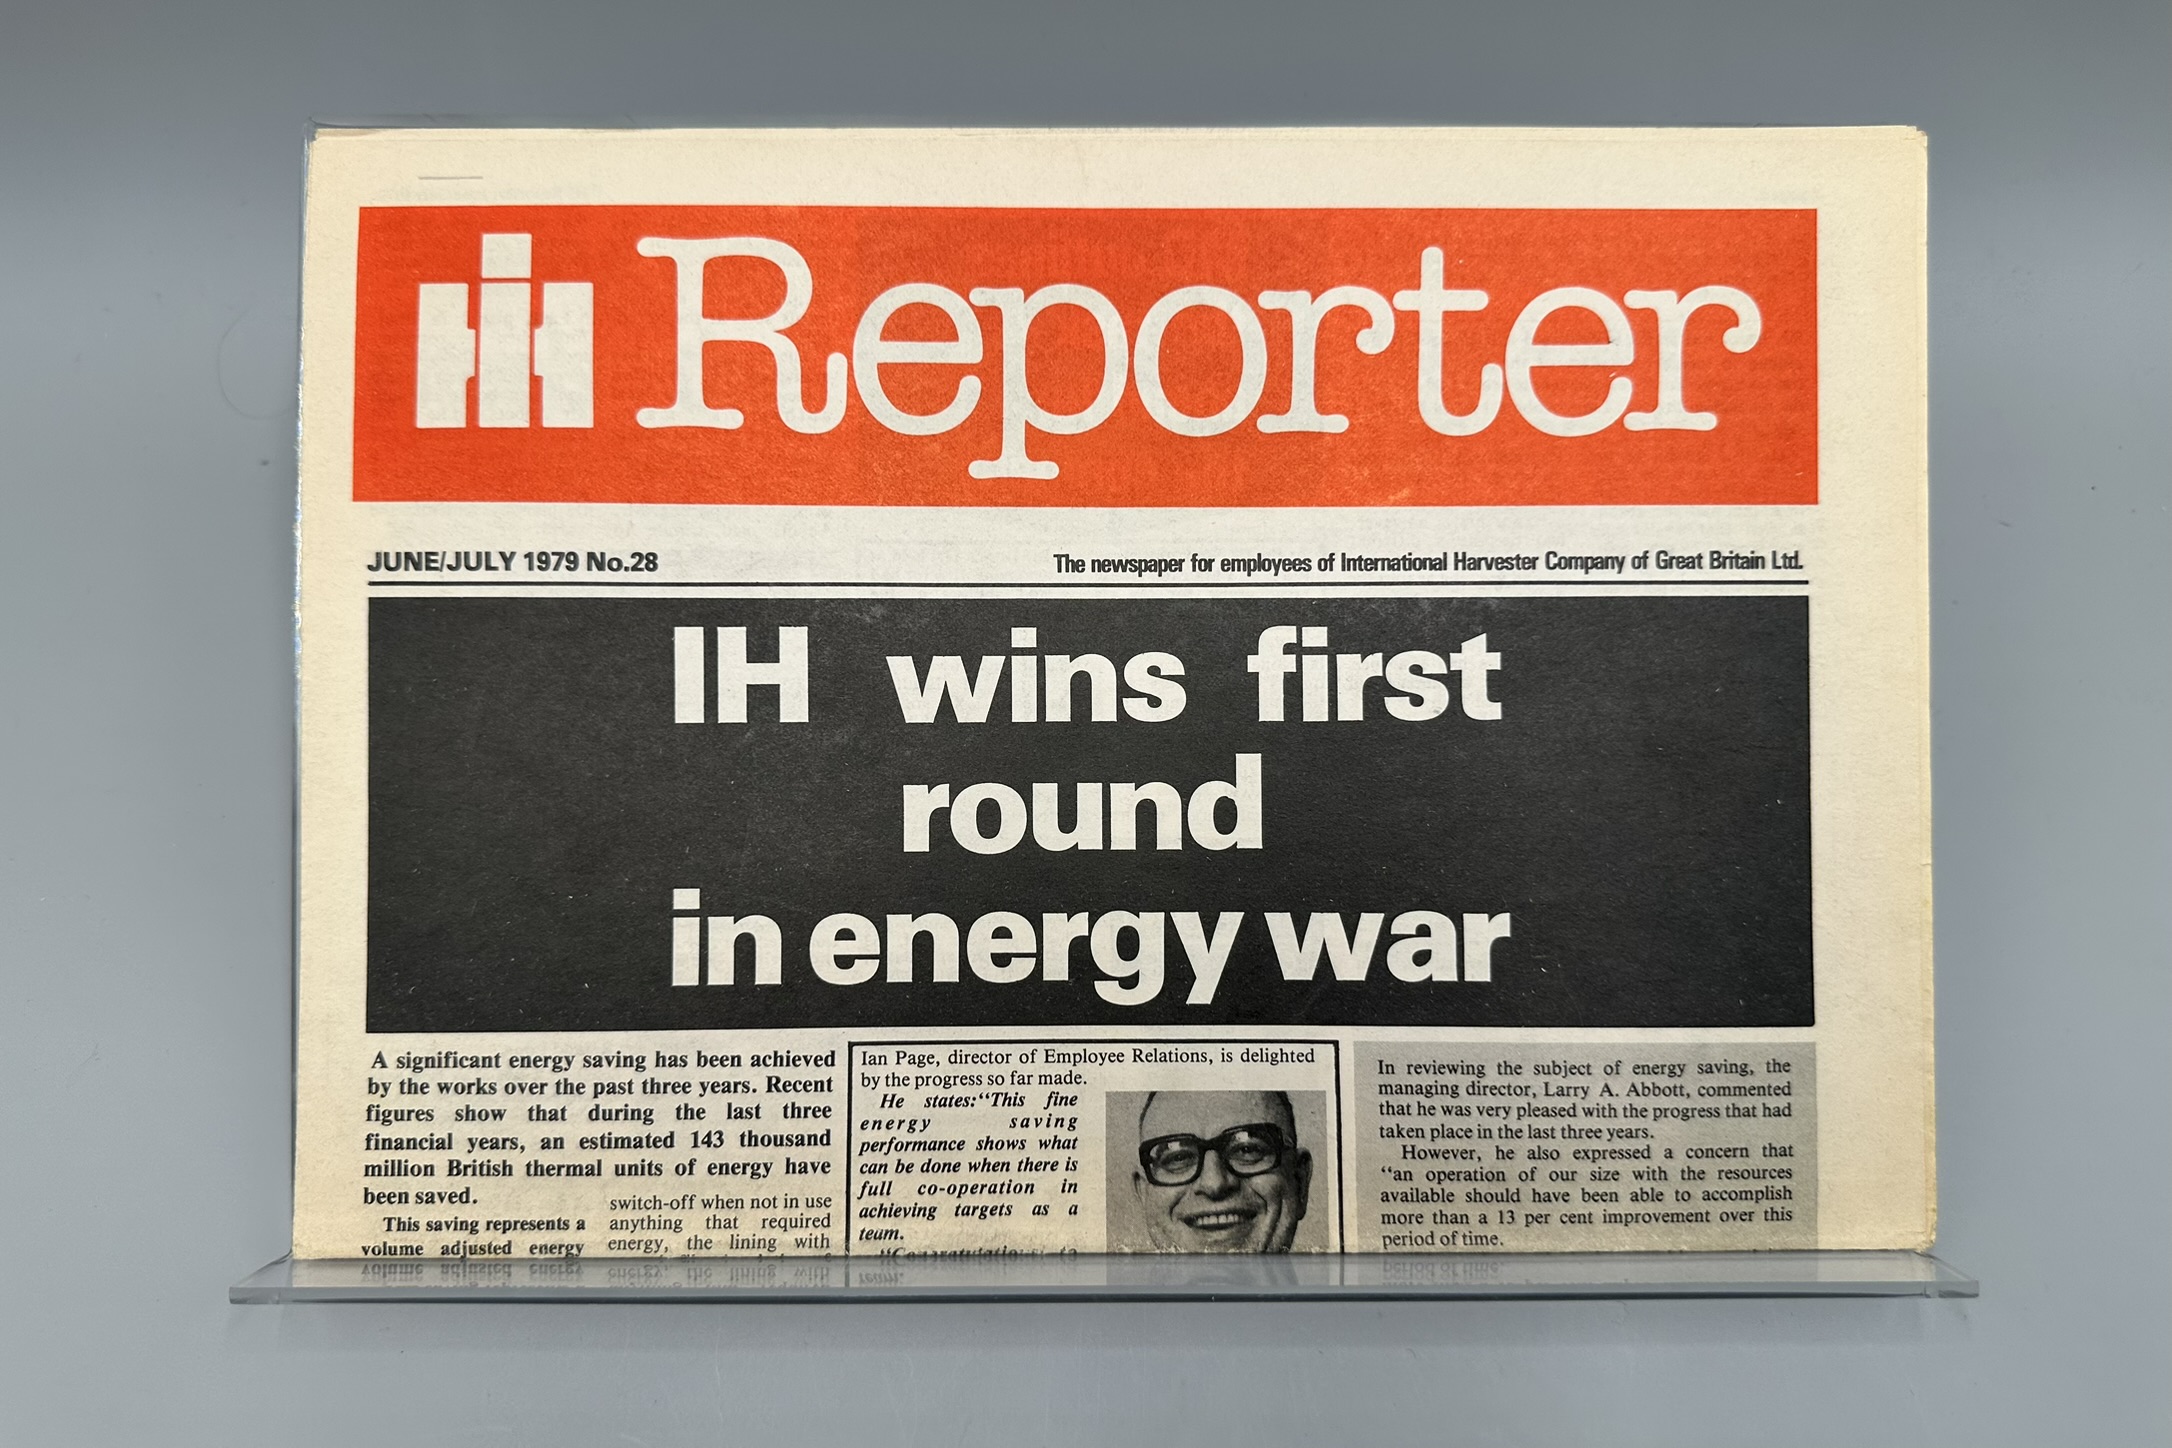 IH Reporter
JUNE/JULY 1979 No.28
The newspaper for employees of International Harvester Company of Great Britain Ltd.
IH wins first
round
in energy war
A significant energy saving has been achieved
by the works over the past three years. Recent
figures show that during the last three
financial years, an estimated 143 thousand
million British thermal units of energy have
been saved.
This saving represents a
volume adjusted energy
switch-off when not in use
anything that required
energy, the lining with
Ian Page, director of Employee Relations, is delighted
by the progress so far made.
He states:“This fine
energy saving
performance shows what
can be done when there is
full co-operation in
achieving targets as a
team.
In reviewing the subject of energy saving, the
managing director, Larry A. Abbott, commented
that he was very pleased with the progress that had
taken place in the last three years.
However, he also expressed a concern that
“an operation of our size with the resources
available should have been able to accomplish
more than a 13 per cent improvement over this
period of time.